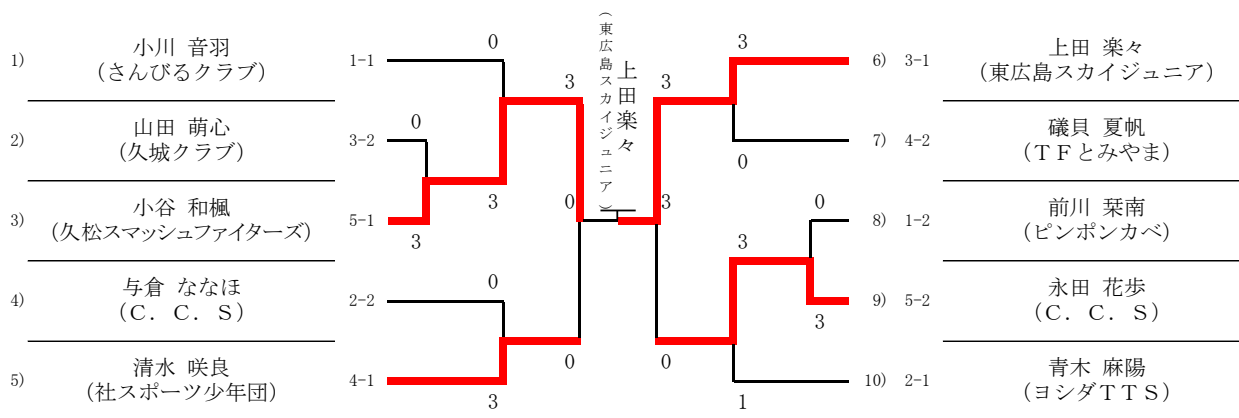 1) 小川 音羽 1-1
(さんびるクラブ)
2) 山田 萌心 3-2
(久城クラブ)
3) 小谷 和楓 5-1
(久松スマッシュファイターズ)
4) 与倉 ななほ 2-2
(C．C．S)
5) 清水 咲良 4-1
(社スポーツ少年団)
0
0
3
3
3
0
3
0
0
上田楽々
(東広島スカイジュニア)
3
3
3
0
0
3
3
0
1
6) 3-1 上田 楽々
(東広島スカイジュニア)
7) 4-2 礒貝 夏帆
(TFとみやま)
8) 1-2 前川 栞南
(ピンポンカベ)
9) 5-2 永田 花歩
(C．C．S)
10) 2-1 青木 麻陽
(ヨシダTTS)